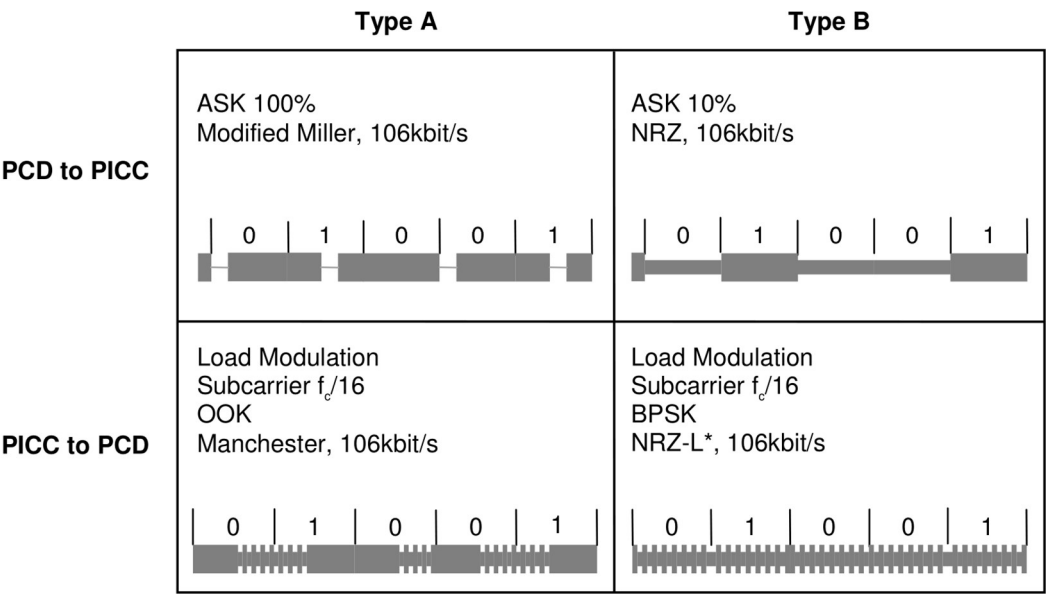 Type A
Type B
PCD to PICC
ASK 100%
Modified Miller, 106kbit/s
0 1 0 0 1
ASK 10%
NRZ, 106kbit/s
0 1 0 0 1
PICC to PCD
Load Modulation
Subcarrier fc/16
OOK
Manchester, 106kbit/s
0 1 0 0 1
Load Modulation
Subcarrier fc/16
BPSK
NRZ-L*, 106kbit/s
0 1 0 0 1